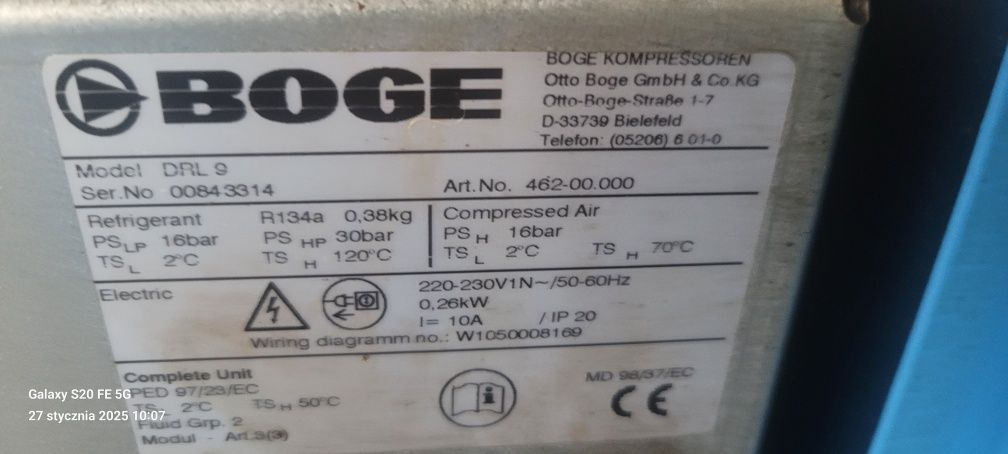 BOGE
BOGE KOMPRESSOREN
Otto Boge GmbH & Co.KG
Otto-Boge-Straße 1-7
D-33739 Bielefeld
Telefon: (05206) 6 01-0
Model DRL 9
Ser.No 00843314
Art.No. 462-00.000
Refrigerant R134a 0,38kg
PS LP 16bar PS HP 30bar
TS L 2°C TS H 120°C
Compressed Air
PS H 16bar
TS L 2°C TS H 70°C
Electric
220-230V1N~/50-60Hz
0,26kW
I= 10A / IP 20
Wiring diagramm no.: W1050008169
Complete Unit
PED 97/23/EC
TS L 2°C TS H 50°C
Fluid Grp. 2
Modul - Art.3(3)
MD 98/37/EC
CE
Galaxy S20 FE 5G
27 stycznia 2025 10:07